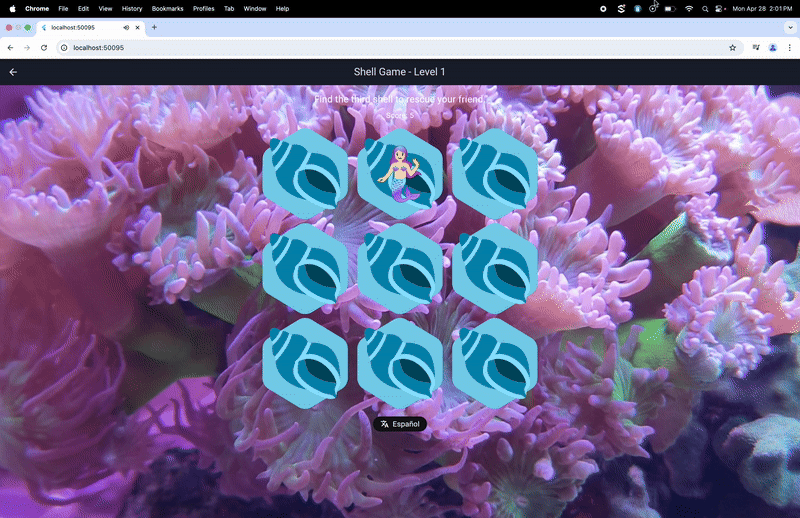 Chrome File Edit View History Bookmarks Profiles Tab Window Help Mon Apr 28 2:01 PM
localhost:50095
localhost:50095
Shell Game - Level 1
Find the third shell to rescue your friend.
Score: 5
Español